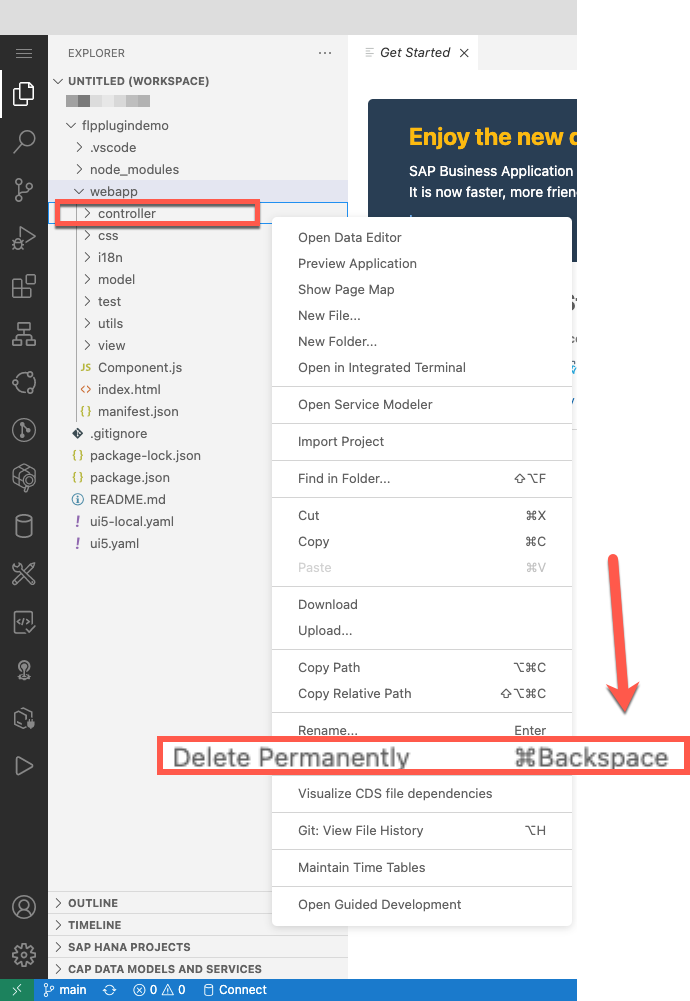 EXPLORER
Get Started
UNTITLED (WORKSPACE)
flpplugindemo
.vscode
node_modules
webapp
controller
css
i18n
model
test
utils
view
JS Component.js
<> index.html
{} manifest.json
.gitignore
{} package-lock.json
{} package.json
README.md
! ui5-local.yaml
! ui5.yaml
Enjoy the new
SAP Business Application
It is now faster, more
Open Data Editor
Preview Application
Show Page Map
New File...
New Folder...
Open in Integrated Terminal
Open Service Modeler
Import Project
Find in Folder... ⇧⌥F
Cut ⌘X
Copy ⌘C
Paste ⌘V
Download
Upload...
Copy Path ⌥⌘C
Copy Relative Path ⇧⌥⌘C
Rename... Enter
Delete Permanently ⌘Backspace
Visualize CDS file dependencies
Git: View File History ⌥H
Maintain Time Tables
Open Guided Development
OUTLINE
TIMELINE
SAP HANA PROJECTS
CAP DATA MODELS AND SERVICES
main 0 0 Connect